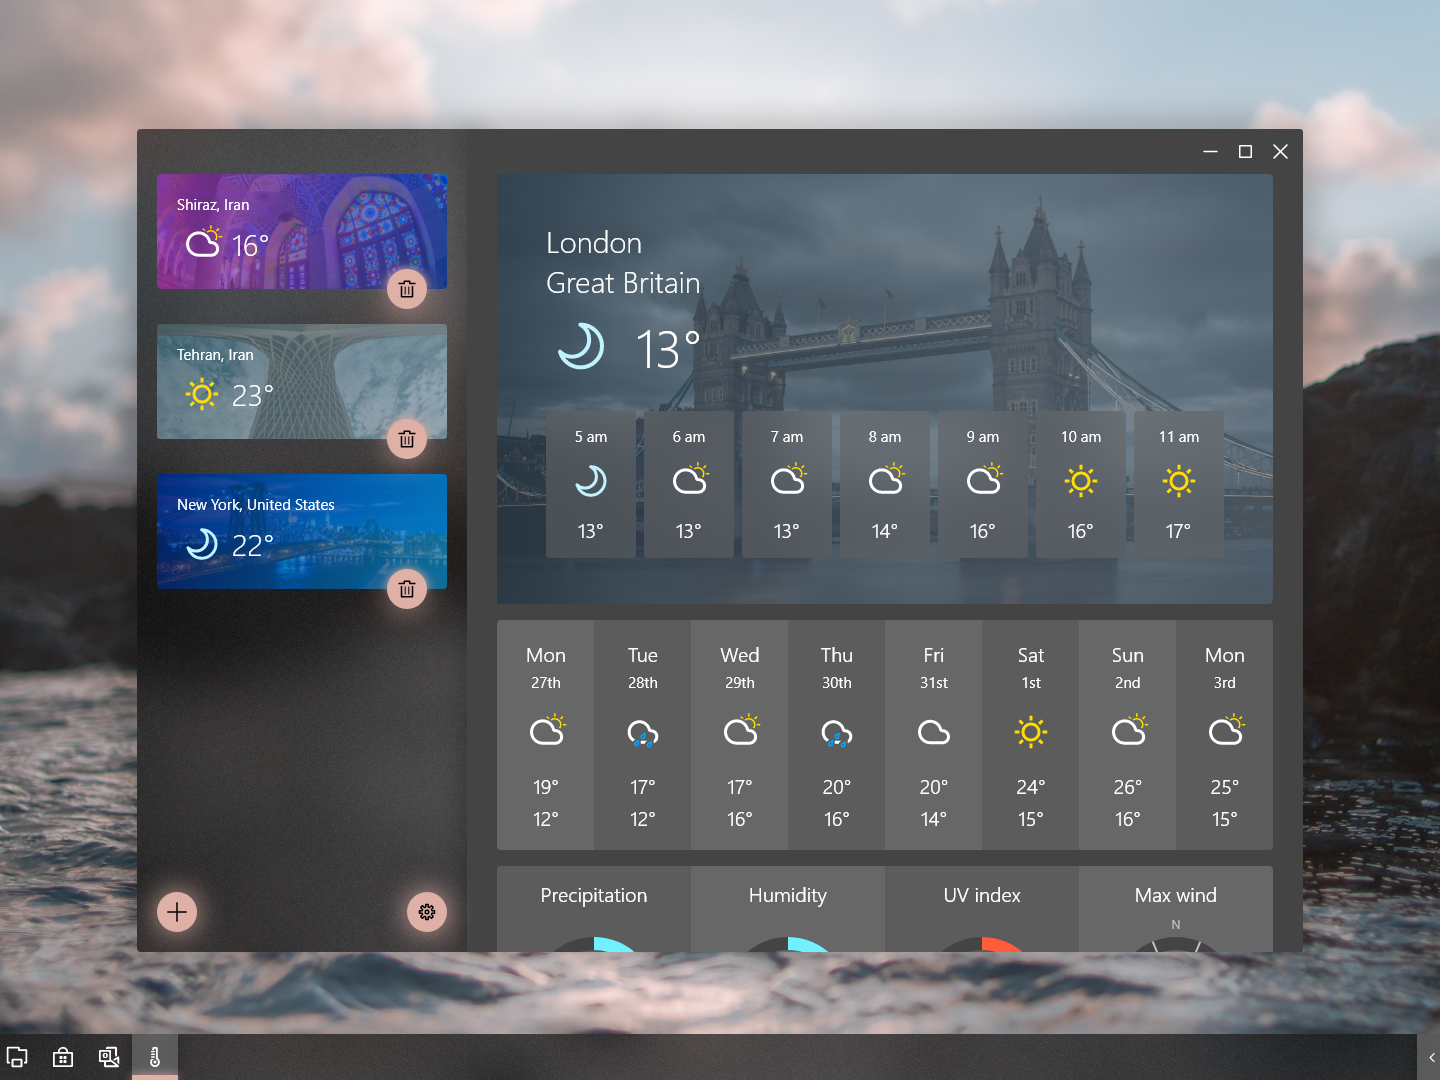 Shiraz, Iran
16°
Tehran, Iran
23°
New York, United States
22°
London
Great Britain
13°
5 am 6 am 7 am 8 am 9 am 10 am 11 am
13° 13° 13° 14° 16° 16° 17°
Mon Tue Wed Thu Fri Sat Sun Mon
27th 28th 29th 30th 31st 1st 2nd 3rd
19° 17° 17° 20° 20° 24° 26° 25°
12° 12° 16° 16° 14° 15° 16° 15°
Precipitation Humidity UV index Max wind
N